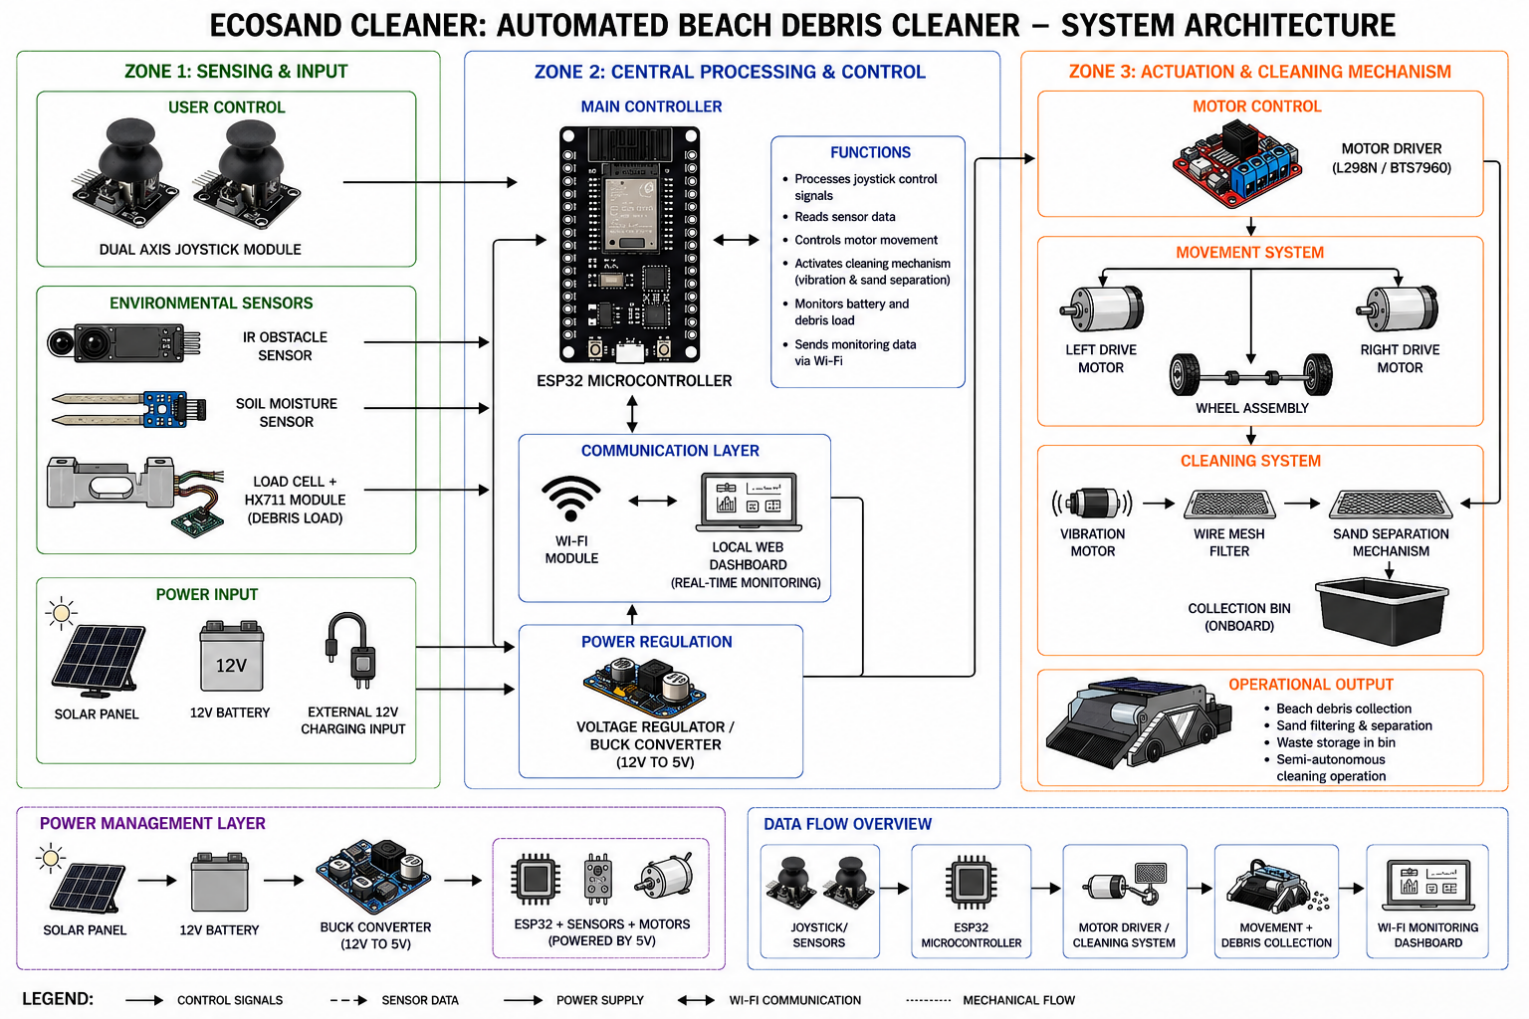 ECOSAND CLEANER: AUTOMATED BEACH DEBRIS CLEANER – SYSTEM ARCHITECTURE
ZONE 1: SENSING & INPUT
USER CONTROL
DUAL AXIS JOYSTICK MODULE
ENVIRONMENTAL SENSORS
IR OBSTACLE
SENSOR
SOIL MOISTURE
SENSOR
LOAD CELL +
HX711 MODULE
(DEBRIS LOAD)
POWER INPUT
12V
SOLAR PANEL
12V BATTERY
EXTERNAL 12V
CHARGING INPUT
ZONE 2: CENTRAL PROCESSING & CONTROL
MAIN CONTROLLER
ESP32 MICROCONTROLLER
FUNCTIONS
• Processes joystick control
signals
• Reads sensor data
• Controls motor movement
• Activates cleaning mechanism
(vibration & sand separation)
• Monitors battery and
debris load
• Sends monitoring data
via Wi-Fi
COMMUNICATION LAYER
WI-FI
MODULE
LOCAL WEB
DASHBOARD
(REAL-TIME MONITORING)
POWER REGULATION
VOLTAGE REGULATOR /
BUCK CONVERTER
(12V TO 5V)
ZONE 3: ACTUATION & CLEANING MECHANISM
MOTOR CONTROL
MOTOR DRIVER
(L298N / BTS7960)
MOVEMENT SYSTEM
LEFT DRIVE
MOTOR
RIGHT DRIVE
MOTOR
WHEEL ASSEMBLY
CLEANING SYSTEM
VIBRATION
MOTOR
WIRE MESH
FILTER
SAND SEPARATION
MECHANISM
COLLECTION BIN
(ONBOARD)
OPERATIONAL OUTPUT
• Beach debris collection
• Sand filtering & separation
• Waste storage in bin
• Semi-autonomous
cleaning operation
POWER MANAGEMENT LAYER
SOLAR PANEL
12V BATTERY
BUCK CONVERTER
(12V TO 5V)
ESP32 + SENSORS + MOTORS
(POWERED BY 5V)
DATA FLOW OVERVIEW
JOYSTICK/
SENSORS
ESP32
MICROCONTROLLER
MOTOR DRIVER /
CLEANING SYSTEM
MOVEMENT +
DEBRIS COLLECTION
WI-FI MONITORING
DASHBOARD
LEGEND:
CONTROL SIGNALS
SENSOR DATA
POWER SUPPLY
WI-FI COMMUNICATION
MECHANICAL FLOW